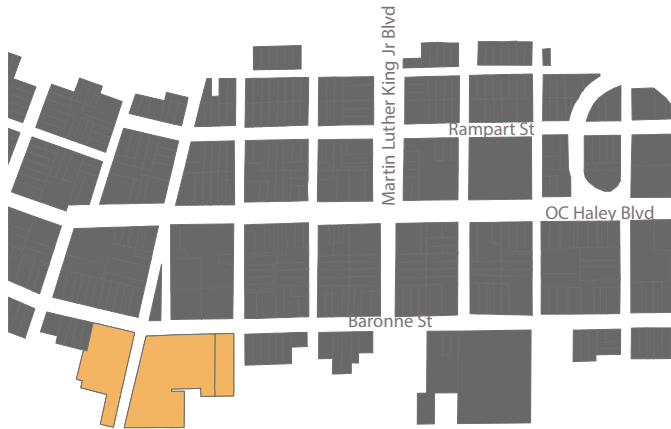 Martin Luther King Jr Blvd
Rampart St
OC Haley Blvd
Baronne St